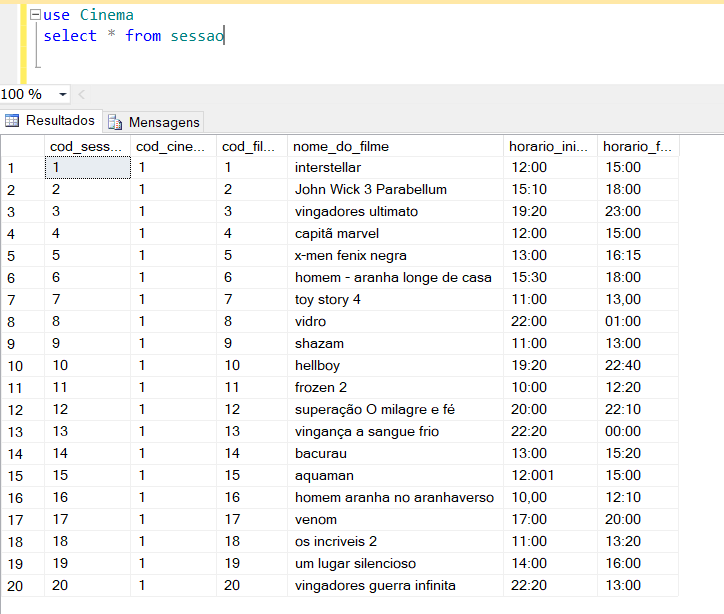 use Cinema
select * from sessao
100 %
Resultados Mensagens
cod_sess... cod_cine... cod_fil... nome_do_filme horario_ini... horario_f...
1 1 1 1 interstellar 12:00 15:00
2 2 1 2 John Wick 3 Parabellum 15:10 18:00
3 3 1 3 vingadores ultimato 19:20 23:00
4 4 1 4 capitã marvel 12:00 15:00
5 5 1 5 x-men fenix negra 13:00 16:15
6 6 1 6 homem - aranha longe de casa 15:30 18:00
7 7 1 7 toy story 4 11:00 13,00
8 8 1 8 vidro 22:00 01:00
9 9 1 9 shazam 11:00 13:00
10 10 1 10 hellboy 19:20 22:40
11 11 1 11 frozen 2 10:00 12:20
12 12 1 12 superação O milagre e fé 20:00 22:10
13 13 1 13 vingança a sangue frio 22:20 00:00
14 14 1 14 bacurau 13:00 15:20
15 15 1 15 aquaman 12:001 15:00
16 16 1 16 homem aranha no aranhaverso 10,00 12:10
17 17 1 17 venom 17:00 20:00
18 18 1 18 os incriveis 2 11:00 13:20
19 19 1 19 um lugar silencioso 14:00 16:00
20 20 1 20 vingadores guerra infinita 22:20 13:00